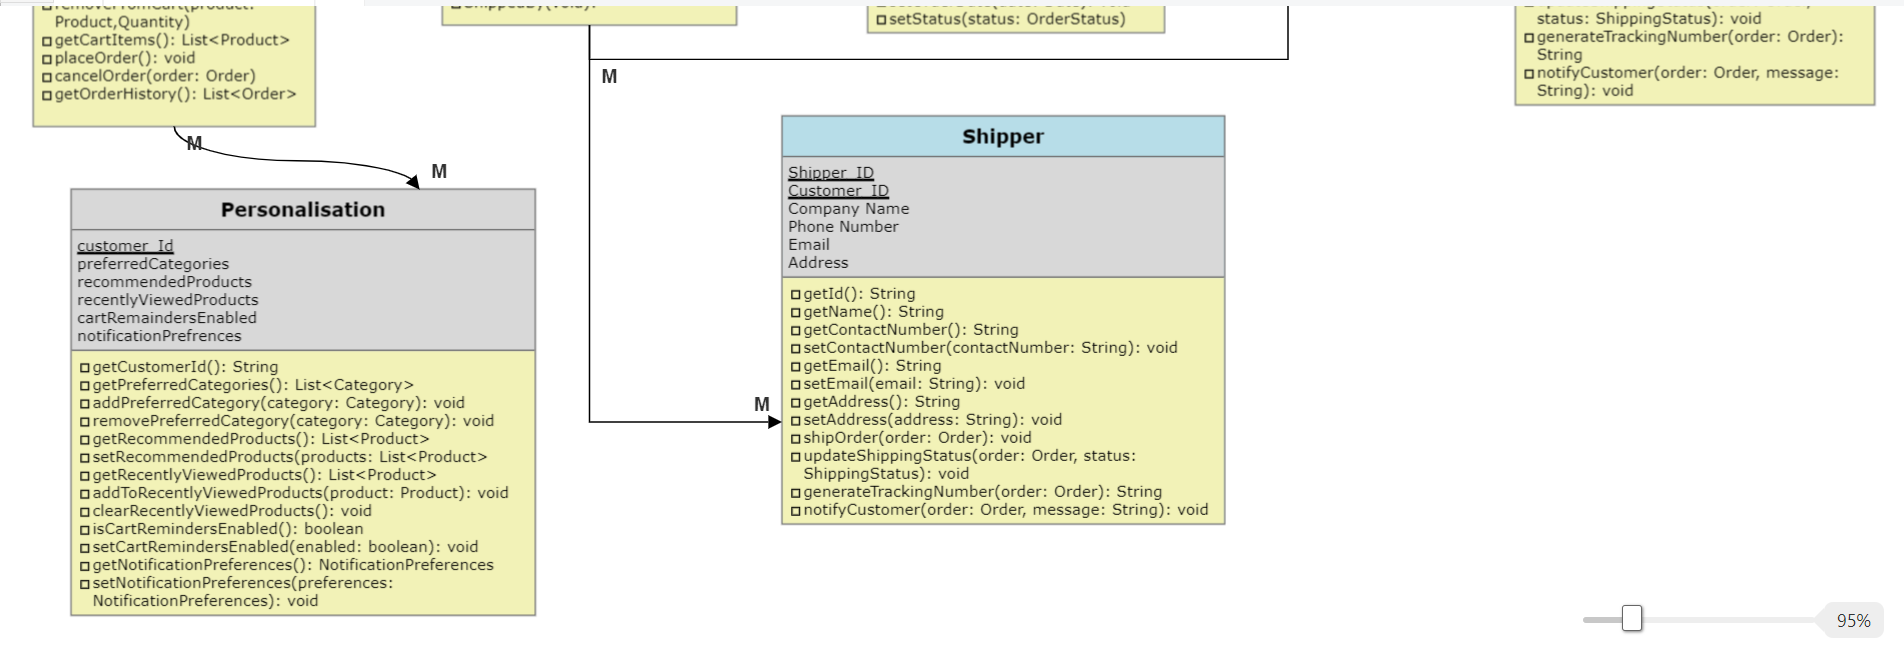 removeFromCart(product:
Product,Quantity)
getCartItems(): List<Product>
placeOrder(): void
cancelOrder(order: Order)
getOrderHistory(): List<Order>
setStatus(status: OrderStatus)
status: ShippingStatus): void
generateTrackingNumber(order: Order):
String
notifyCustomer(order: Order, message:
String): void
M
M
M
M
Personalisation
customer_Id
preferredCategories
recommendedProducts
recentlyViewedProducts
cartRemaindersEnabled
notificationPrefrences
getCustomerId(): String
getPreferredCategories(): List<Category>
addPreferredCategory(category: Category): void
removePreferredCategory(category: Category): void
getRecommendedProducts(): List<Product>
setRecommendedProducts(products: List<Product>
getRecentlyViewedProducts(): List<Product>
addToRecentlyViewedProducts(product: Product): void
clearRecentlyViewedProducts(): void
isCartRemindersEnabled(): boolean
setCartRemindersEnabled(enabled: boolean): void
getNotificationPreferences(): NotificationPreferences
setNotificationPreferences(preferences:
NotificationPreferences): void
Shipper
Shipper_ID
Customer_ID
Company Name
Phone Number
Email
Address
getId(): String
getName(): String
getContactNumber(): String
setContactNumber(contactNumber: String): void
getEmail(): String
setEmail(email: String): void
getAddress(): String
setAddress(address: String): void
shipOrder(order: Order): void
updateShippingStatus(order: Order, status:
ShippingStatus): void
generateTrackingNumber(order: Order): String
notifyCustomer(order: Order, message: String): void
95%